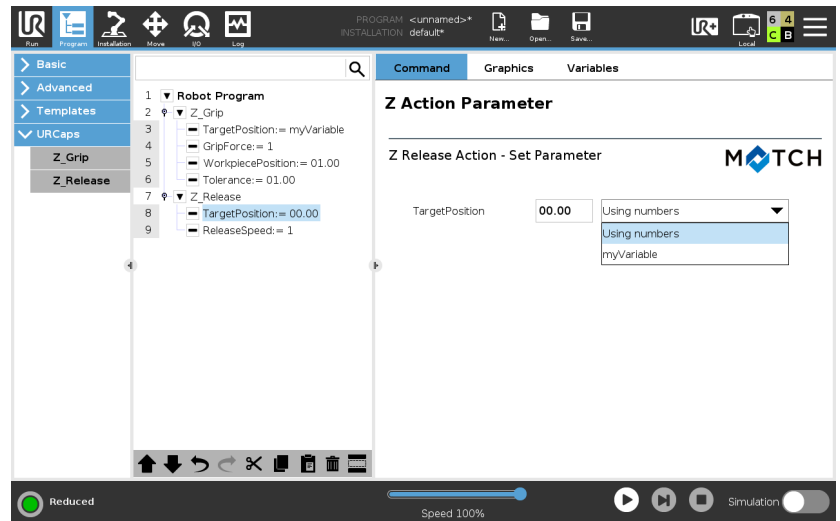 PROGRAM <unnamed>*
INSTALLATION default*
Run
Program
Installation
Move
I/O
Log
New...
Open...
Save...
UR+
Local
6 4
C B
Basic
Advanced
Templates
URCaps
Z_Grip
Z_Release
1 Robot Program
2 Z_Grip
3 TargetPosition:= myVariable
4 GripForce:= 1
5 WorkpiecePosition:= 01.00
6 Tolerance:= 01.00
7 Z_Release
8 TargetPosition:= 00.00
9 ReleaseSpeed:= 1
Command Graphics Variables
Z Action Parameter
Z Release Action - Set Parameter
MATCH
TargetPosition 00.00 Using numbers
Using numbers
myVariable
Reduced
Speed 100%
Simulation